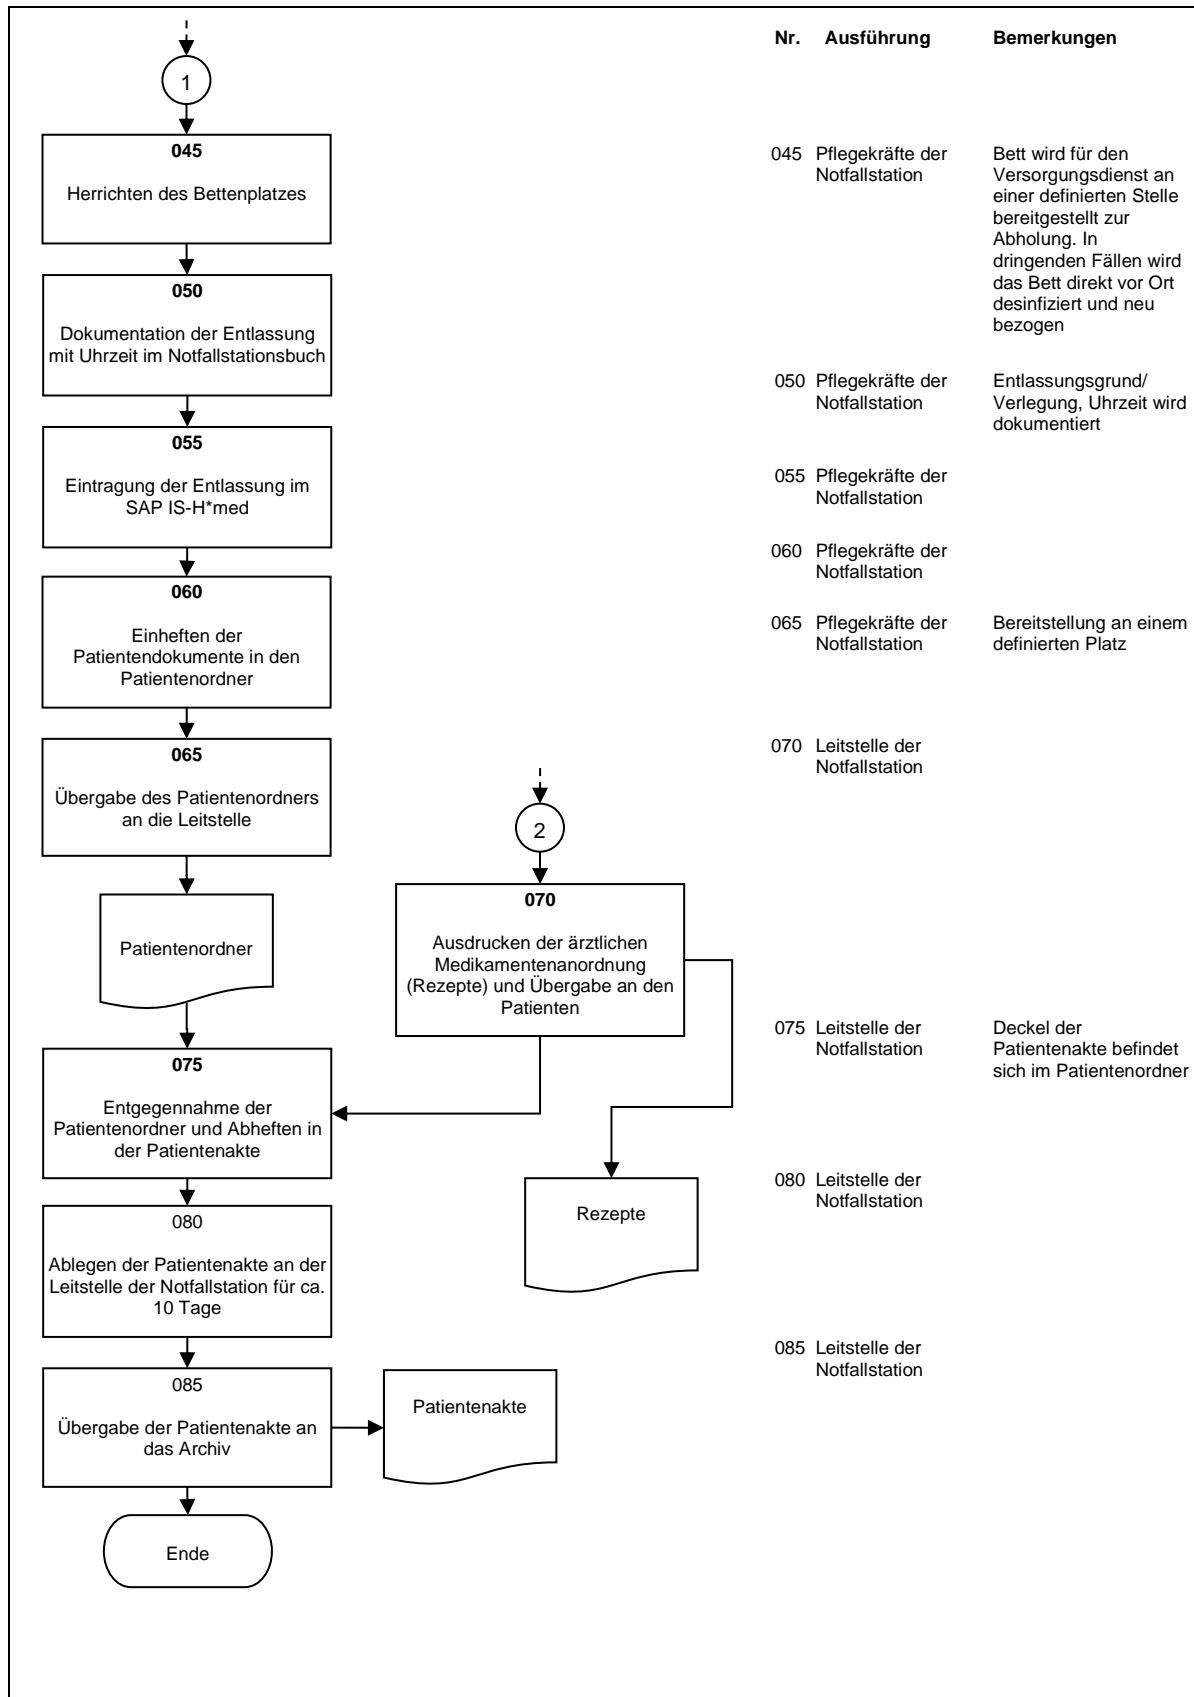 Nr. Ausführung Bemerkungen
1
045
Herrichten des Bettenplatzes
050
Dokumentation der Entlassung
mit Uhrzeit im Notfallstationsbuch
055
Eintragung der Entlassung im
SAP IS-H*med
060
Einheften der
Patientendokumente in den
Patientenordner
065
Übergabe des Patientenordners
an die Leitstelle
Patientenordner
2
070
Ausdrucken der ärztlichen
Medikamentenanordnung
(Rezepte) und Übergabe an den
Patienten
075
Entgegennahme der
Patientenordner und Abheften in
der Patientenakte
Rezepte
080
Ablegen der Patientenakte an der
Leitstelle der Notfallstation für ca.
10 Tage
085
Übergabe der Patientenakte an
das Archiv
Patientenakte
Ende
045 Pflegekräfte der
Notfallstation
Bett wird für den
Versorgungsdienst an
einer definierten Stelle
bereitgestellt zur
Abholung. In
dringenden Fällen wird
das Bett direkt vor Ort
desinfiziert und neu
bezogen
050 Pflegekräfte der
Notfallstation
Entlassungsgrund/
Verlegung, Uhrzeit wird
dokumentiert
055 Pflegekräfte der
Notfallstation
060 Pflegekräfte der
Notfallstation
065 Pflegekräfte der
Notfallstation
Bereitstellung an einem
definierten Platz
070 Leitstelle der
Notfallstation
075 Leitstelle der
Notfallstation
Deckel der
Patientenakte befindet
sich im Patientenordner
080 Leitstelle der
Notfallstation
085 Leitstelle der
Notfallstation